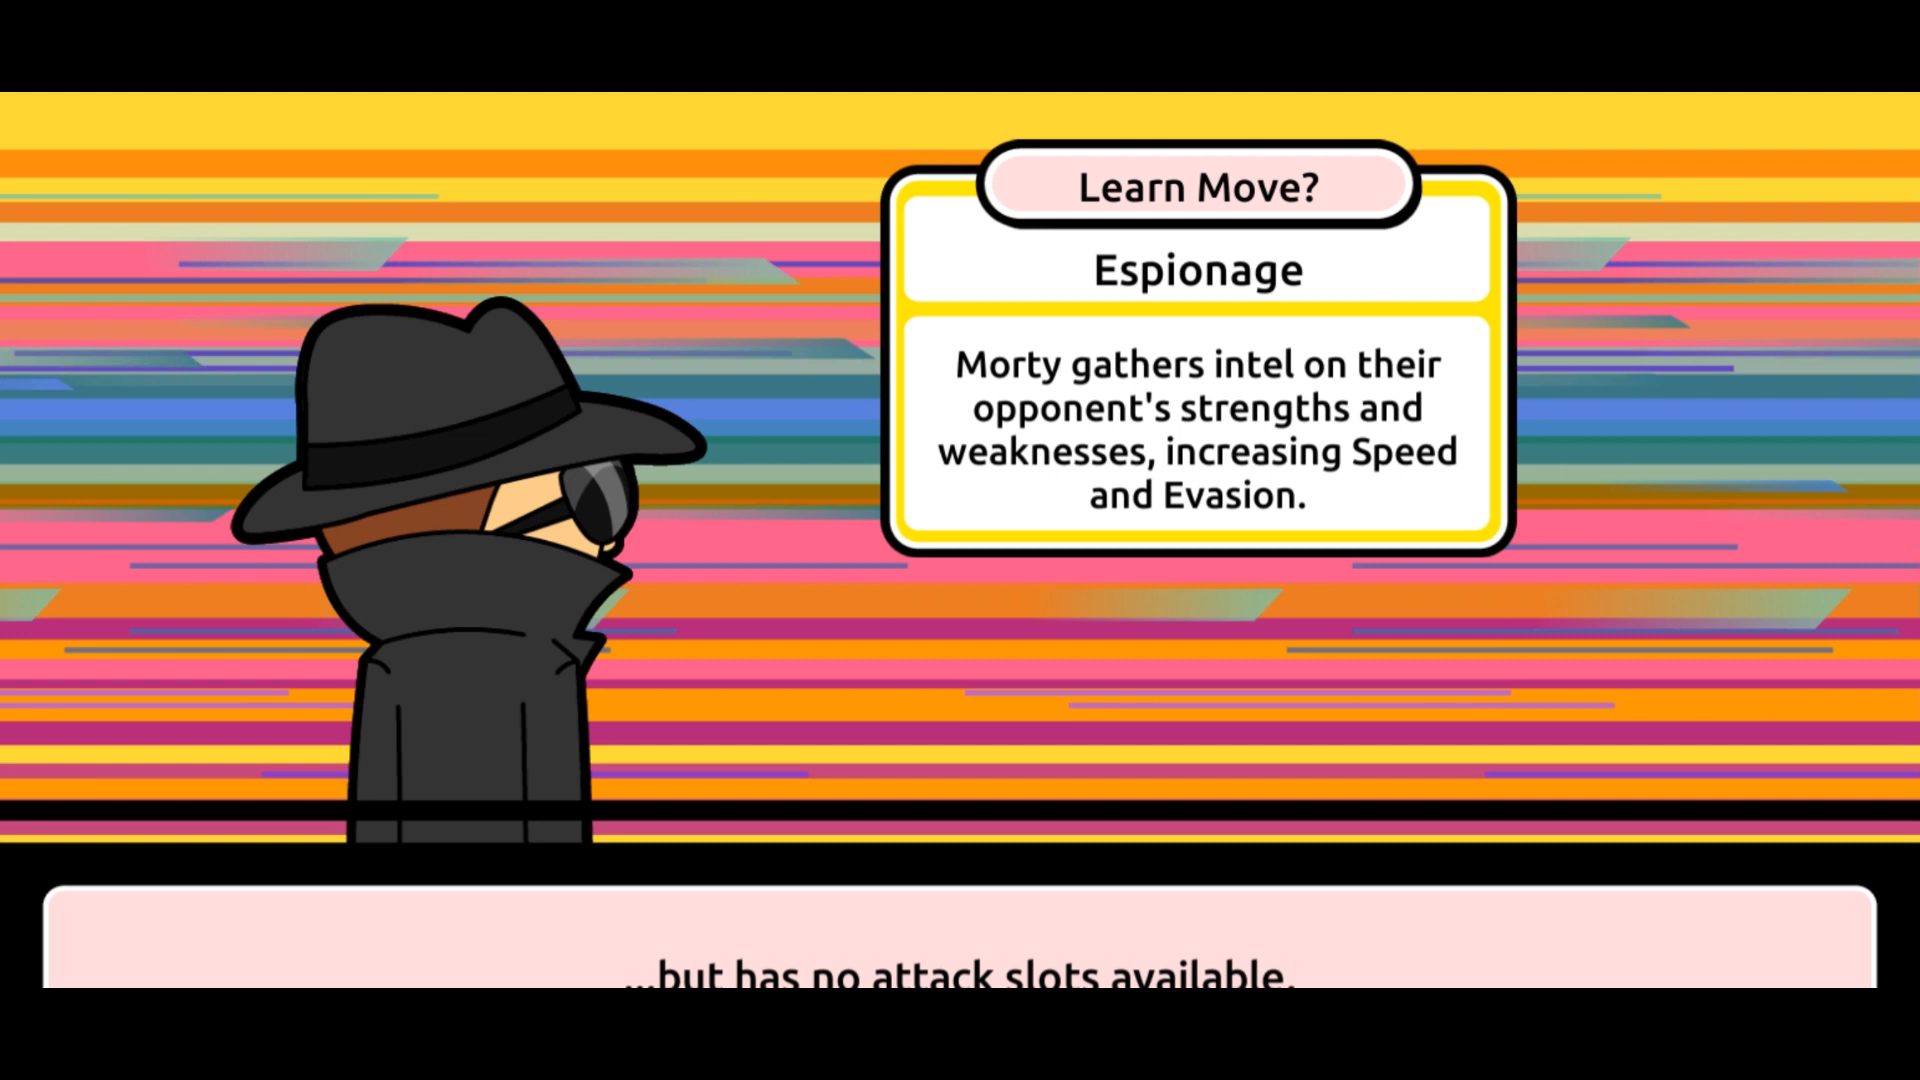 Learn Move?
Espionage
Morty gathers intel on their
opponent's strengths and
weaknesses, increasing Speed
and Evasion.
...but has no attack slots available.